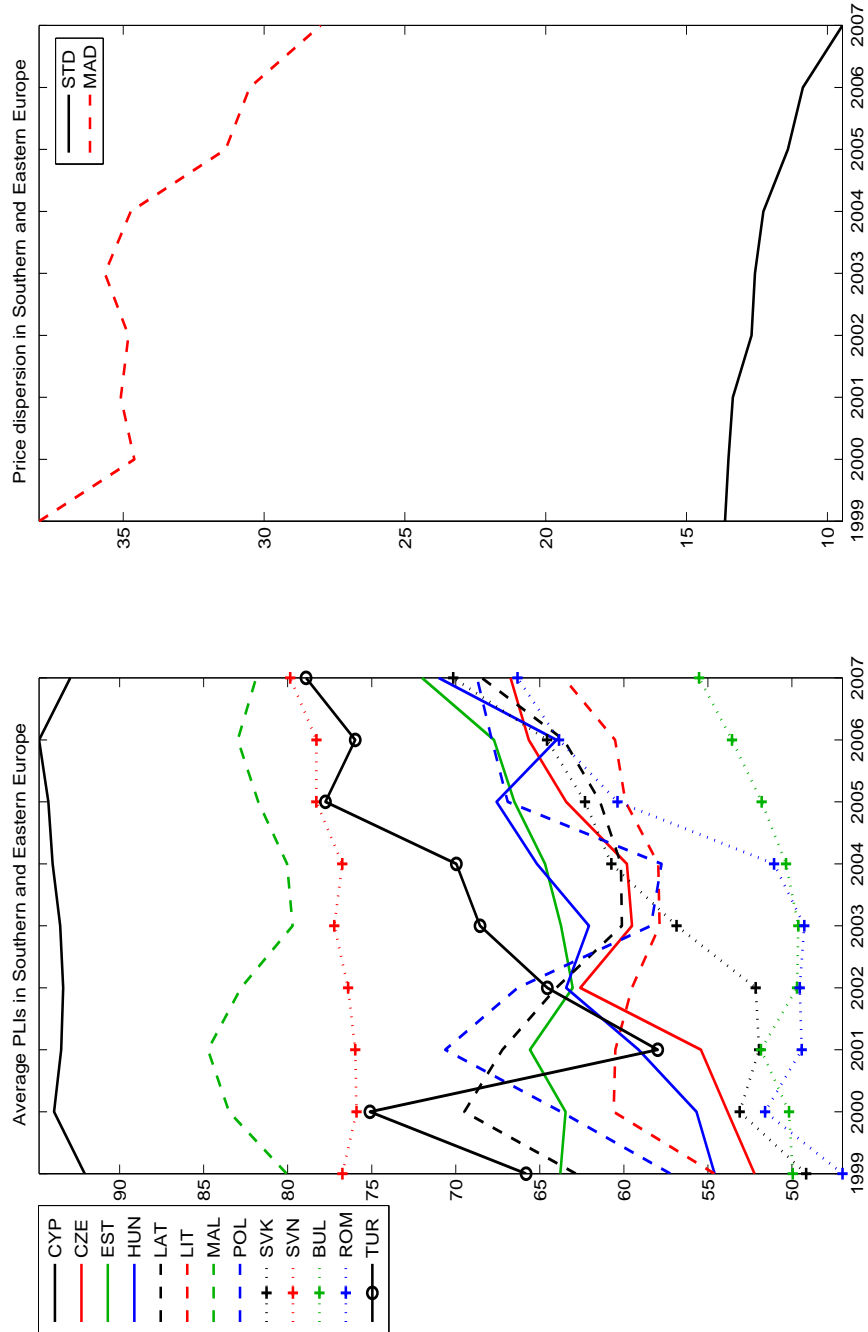 Average PLIs in Southern and Eastern Europe
90
85
80
75
70
65
60
55
50
1999
2000
2001
2002
2003
2004
2005
2006
2007
CYP
CZE
EST
HUN
LAT
LIT
MAL
POL
SVK
SVN
BUL
ROM
TUR
Price dispersion in Southern and Eastern Europe
35
30
25
20
15
10
1999
2000
2001
2002
2003
2004
2005
2006
2007
STD
MAD